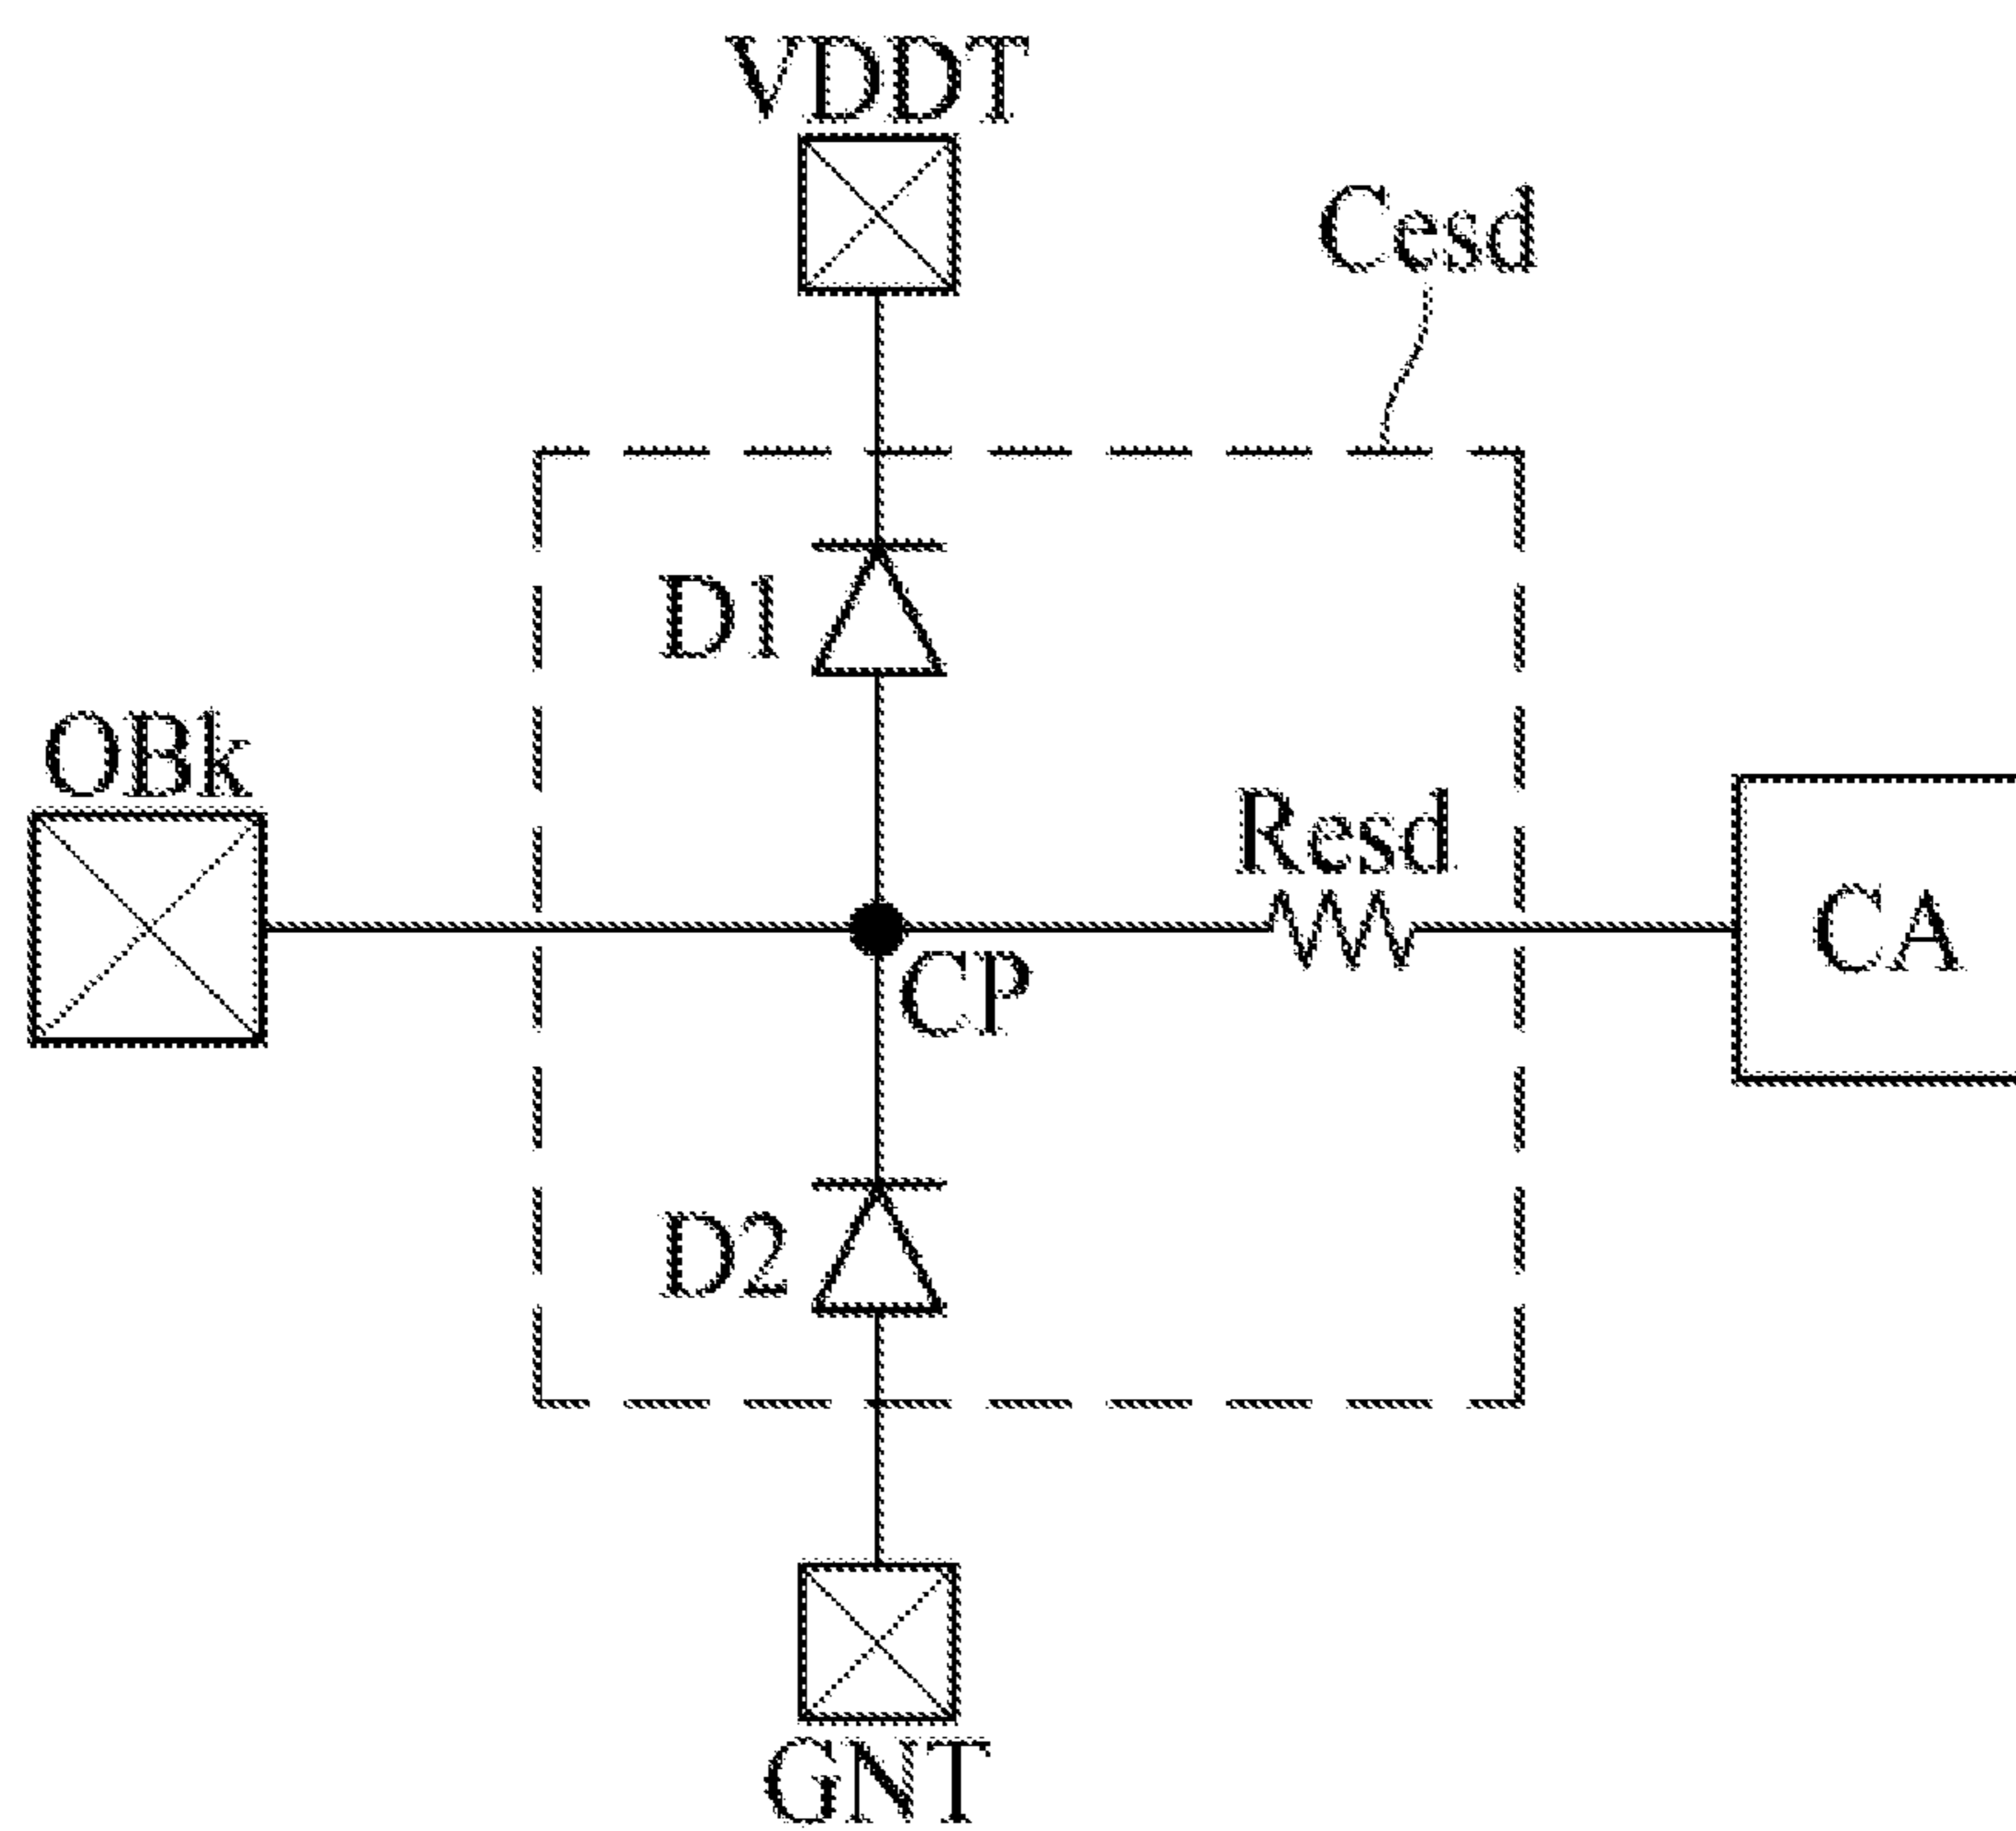 VDDT
Cesd
D1
OBk
Resd
CA
CP
D2
GNT